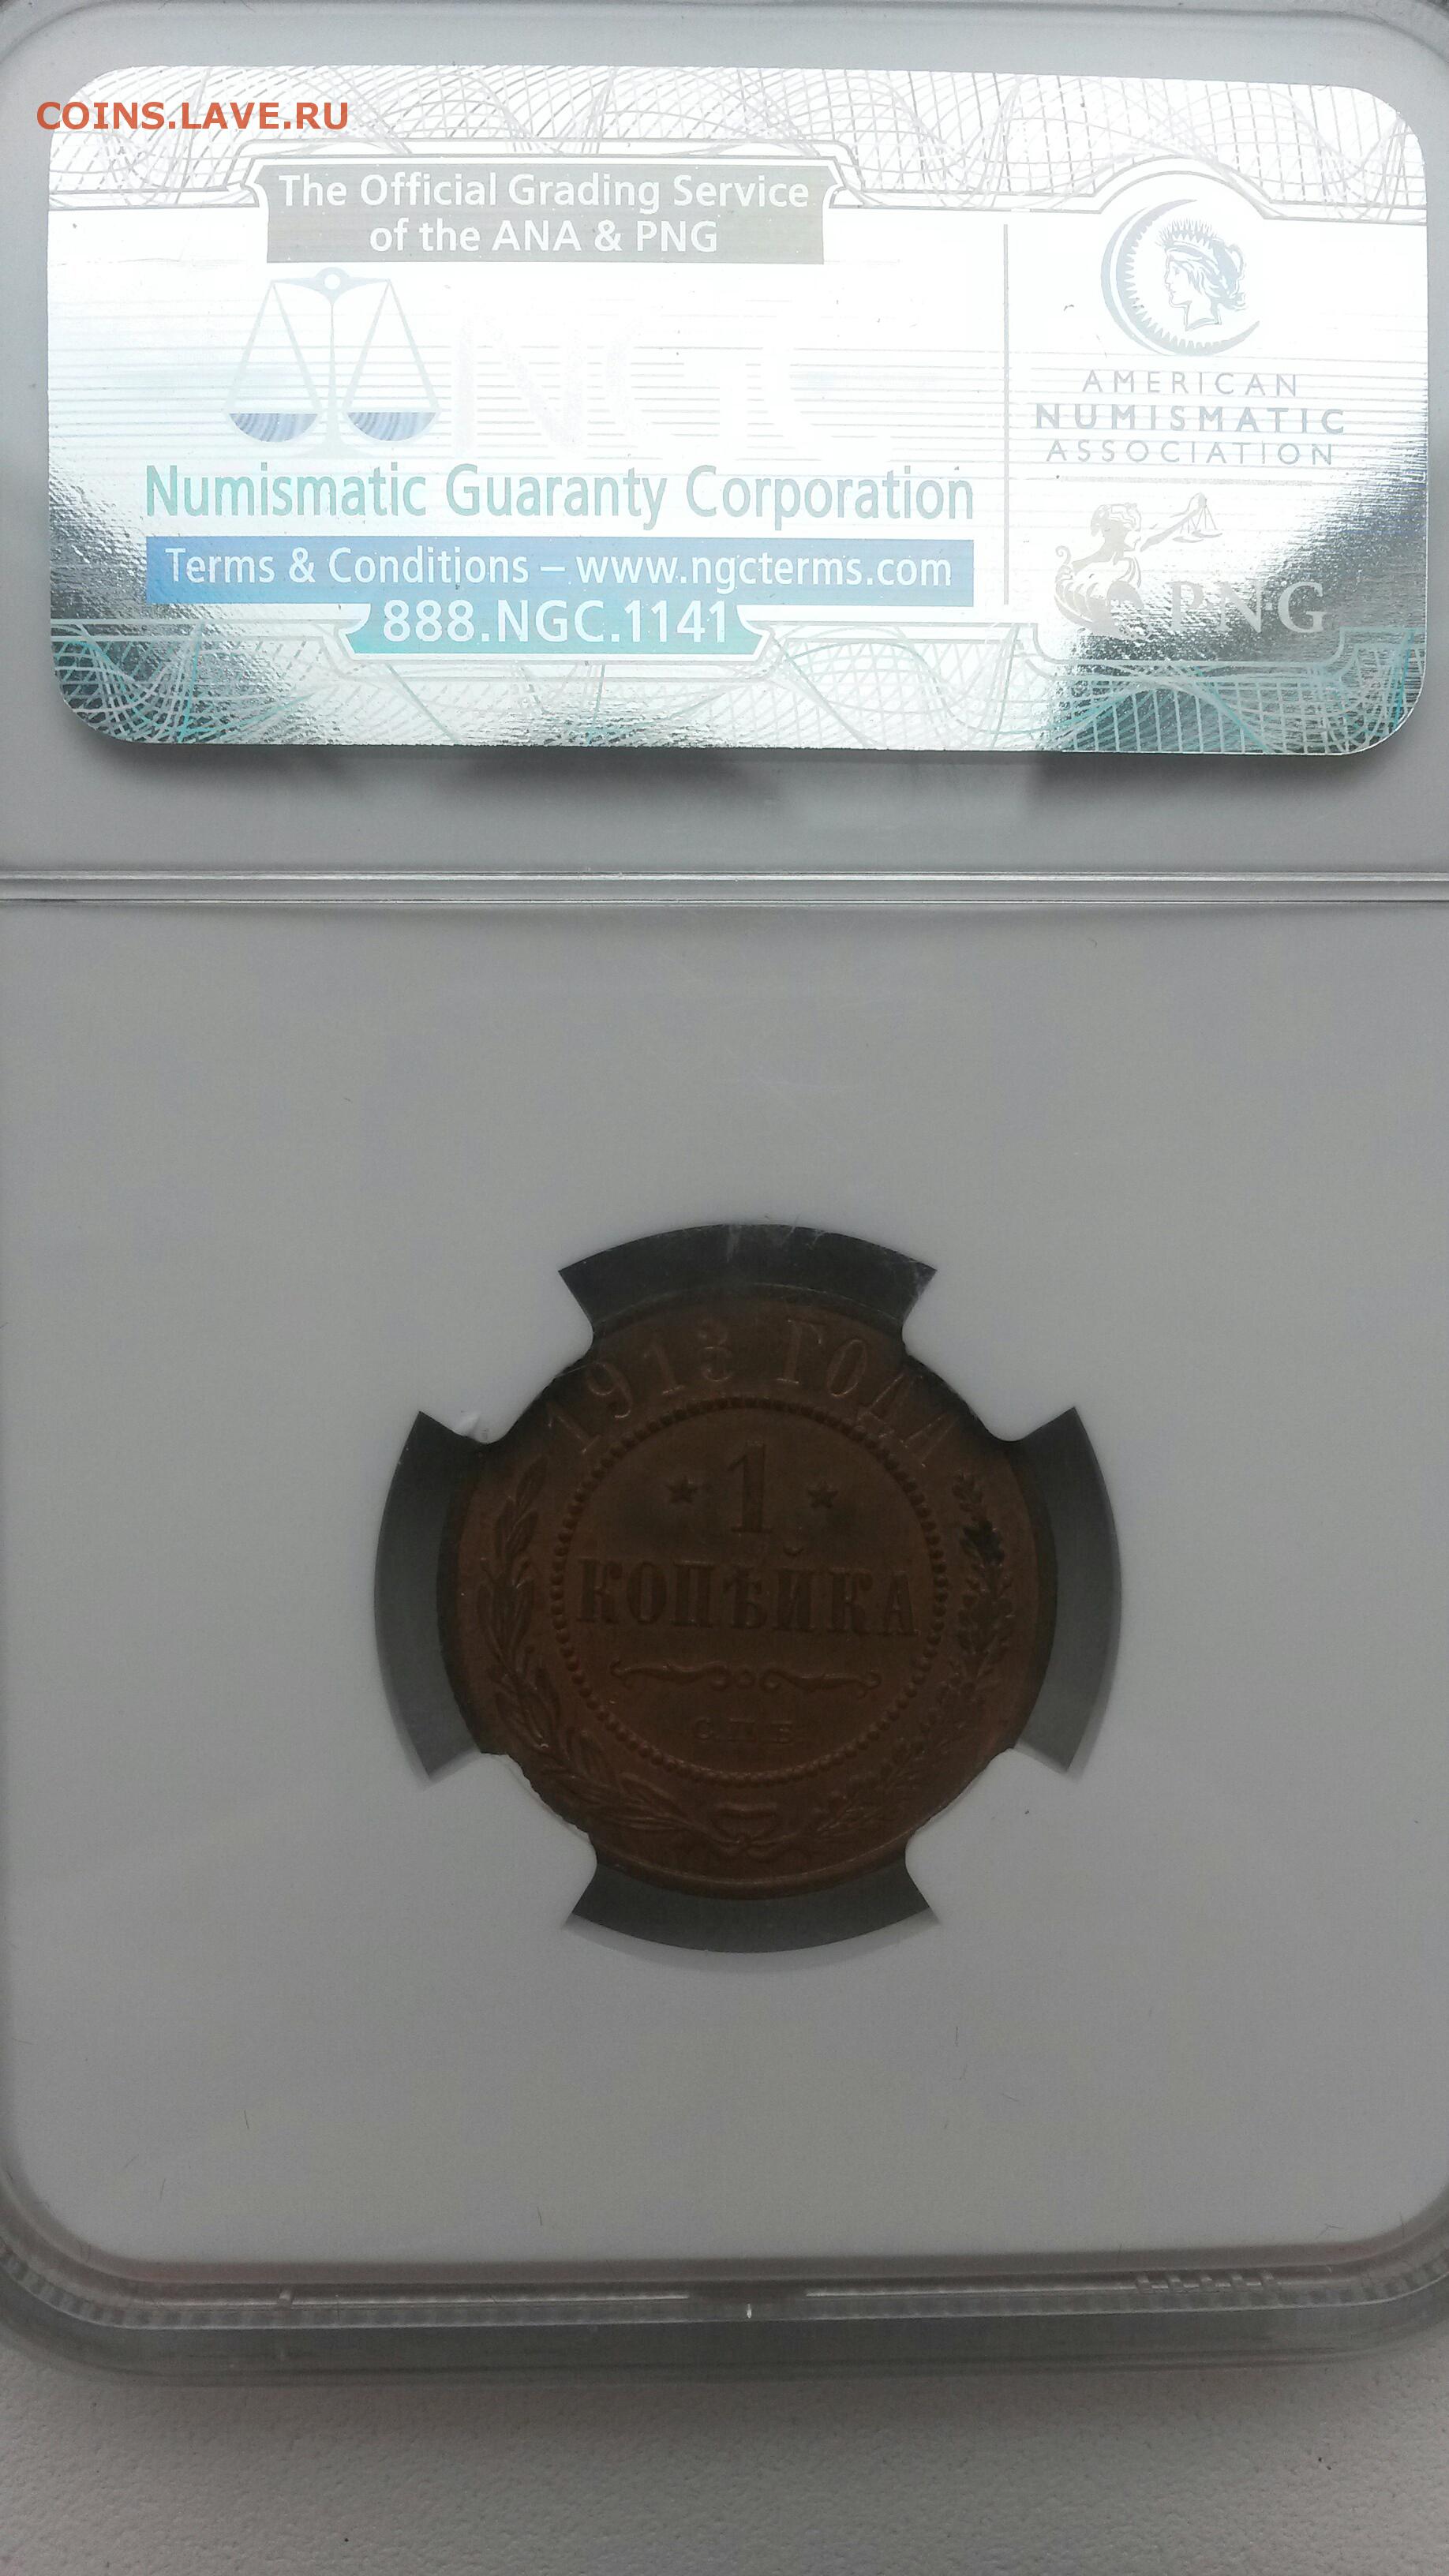 COINS.LAVE.RU
The Official Grading Service
of the ANA & PNG
NGC
Numismatic Guaranty Corporation
Terms & Conditions – www.ngcterms.com
888.NGC.1141
AMERICAN
NUMISMATIC
ASSOCIATION
PNG
1913 ГОДА
1
КОПѢЙКА
С.П.Б.